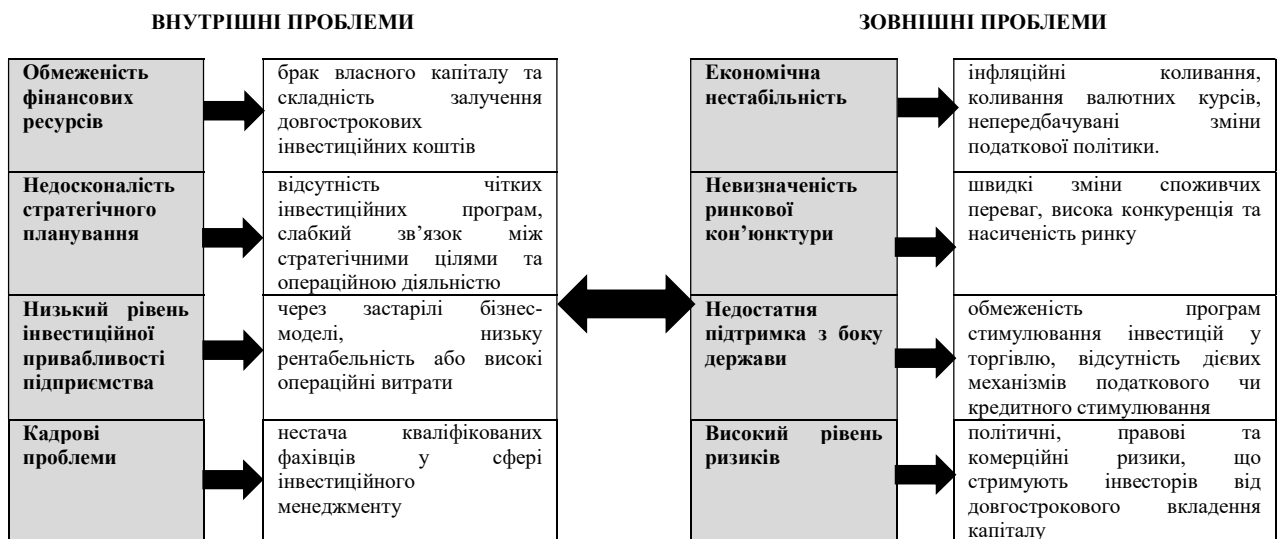 ВНУТРІШНІ ПРОБЛЕМИ
Обмеженість
фінансових
ресурсів
брак власного капіталу та
складність залучення
довгострокових
інвестиційних коштів
Недосконалість
стратегічного
планування
відсутність чітких
інвестиційних програм,
слабкий зв’язок між
стратегічними цілями та
операційною діяльністю
Низький рівень
інвестиційної
привабливості
підприємства
через застарілі бізнес-
моделі, низьку
рентабельність або високі
операційні витрати
Кадрові
проблеми
нестача кваліфікованих
фахівців у сфері
інвестиційного
менеджменту
ЗОВНІШНІ ПРОБЛЕМИ
Економічна
нестабільність
інфляційні коливання,
коливання валютних курсів,
непередбачувані зміни
податкової політики.
Невизначеність
ринкової
кон’юнктури
швидкі зміни споживчих
переваг, висока конкуренція та
насиченість ринку
Недостатня
підтримка з боку
держави
обмеженість програм
стимулювання інвестицій у
торгівлю, відсутність дієвих
механізмів податкового чи
кредитного стимулювання
Високий рівень
ризиків
політичні, правові та
комерційні ризики, що
стримують інвесторів від
довгострокового вкладення
капіталу